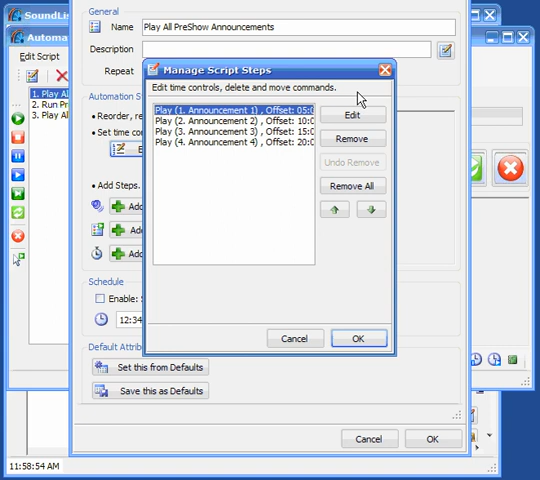 SoundLis
Automa
Edit Script
1. Play Al
2. Run Pr
3. Play Al
General
Name
Play All PreShow Announcements
Description
Repeat
Automation S
• Reorder, re
• Set time co
E
• Add Steps.
Add
Add
Add
Schedule
Enable: S
12:34
Default Attrib
Set this from Defaults
Save this as Defaults
Cancel
OK
Manage Script Steps
Edit time controls, delete and move commands.
Play (1. Announcement 1) , Offset: 05:0
Play (2. Announcement 2) , Offset: 10:0
Play (3. Announcement 3) , Offset: 15:0
Play (4. Announcement 4) , Offset: 20:0
Edit
Remove
Undo Remove
Remove All
Cancel
OK
11:58:54 AM